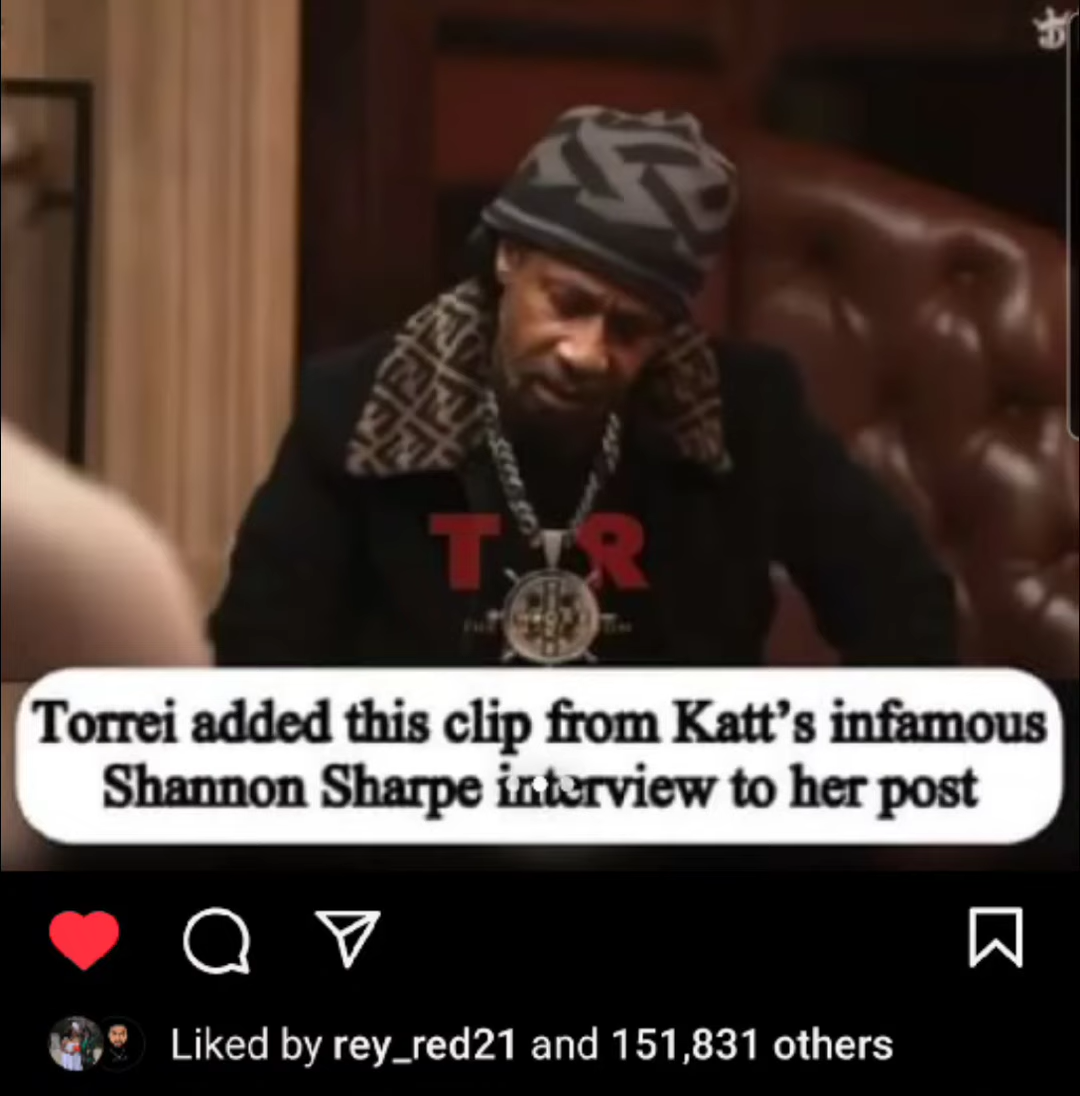 T R
Torrei added this clip from Katt’s infamous
Shannon Sharpe interview to her post
Liked by rey_red21 and 151,831 others